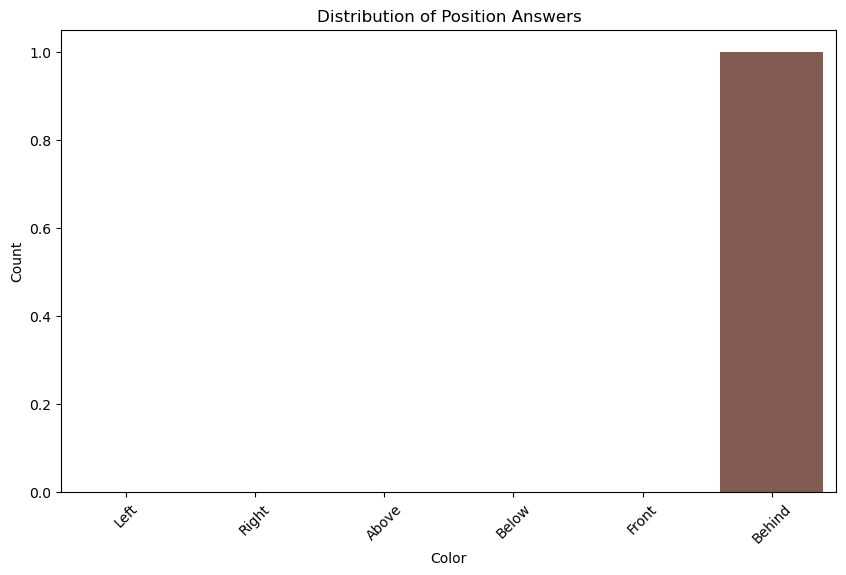 Distribution of Position Answers
1.0
0.8
0.6
0.4
0.2
0.0
Count
Left
Right
Above
Below
Front
Behind
Color